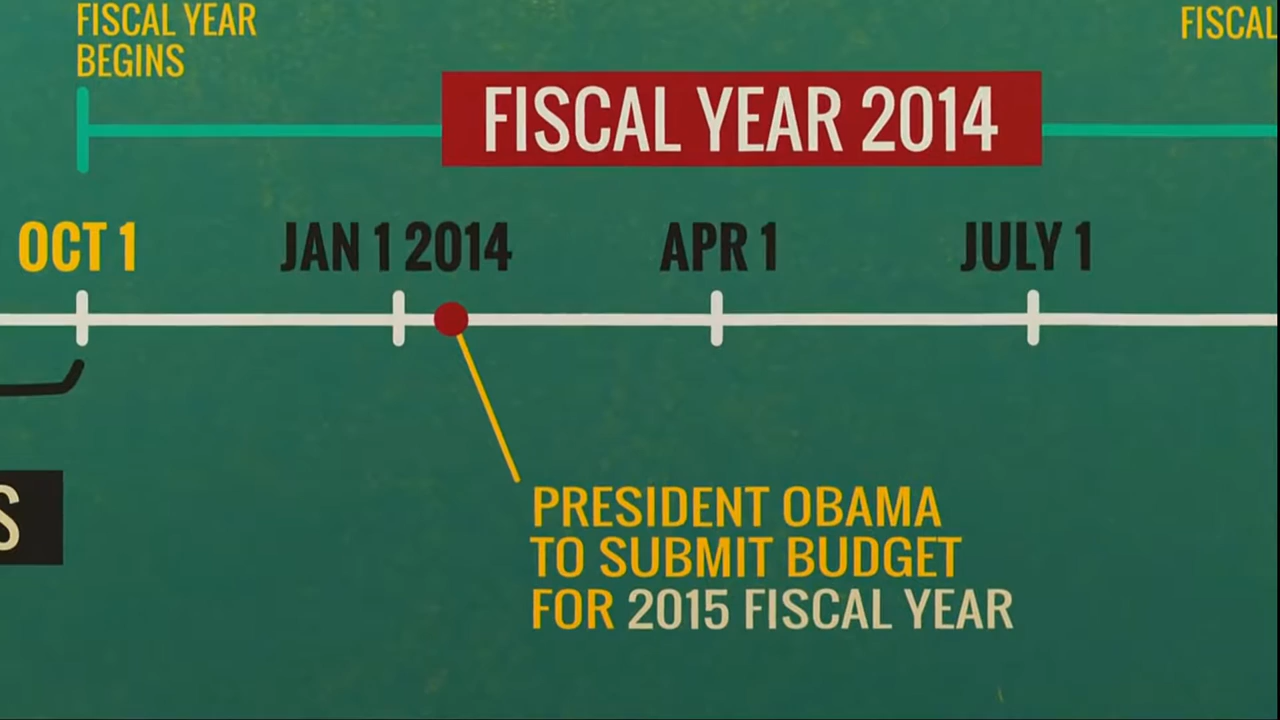 FISCAL YEAR
BEGINS
FISCAL
FISCAL YEAR 2014
OCT 1
JAN 1 2014
APR 1
JULY 1
S
PRESIDENT OBAMA
TO SUBMIT BUDGET
FOR 2015 FISCAL YEAR